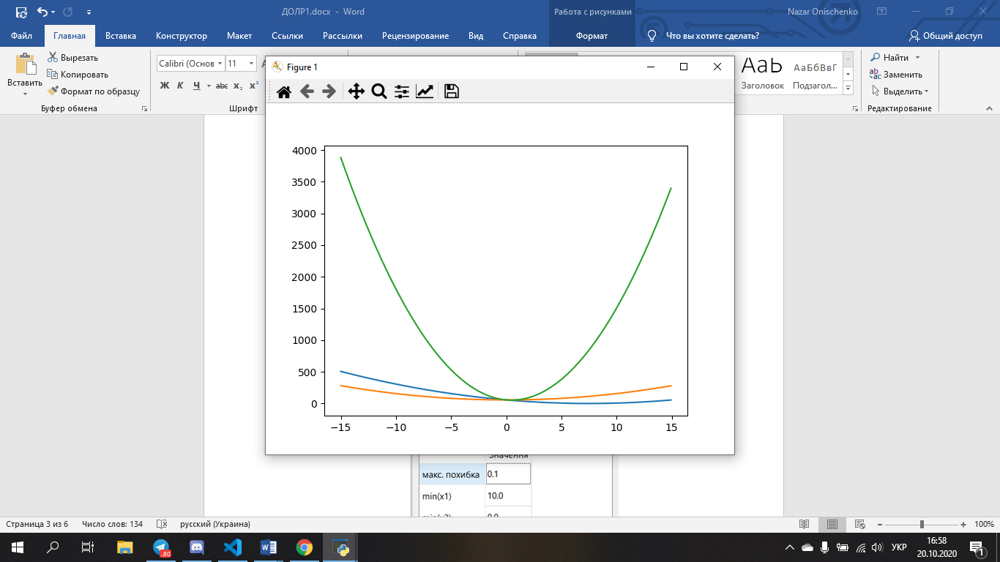 ДОЛР1.docx - Word
Работа с рисунками
Nazar Onischenko
Файл
Главная
Вставка
Конструктор
Макет
Ссылки
Рассылки
Рецензирование
Вид
Справка
Формат
Что вы хотите сделать?
Общий доступ
Вставить
Вырезать
Копировать
Формат по образцу
Буфер обмена
Calibri (Основ
11
Ж К Ч abc x₂ x²
Шрифт
АаЬ
Заголовок
АаБбВвГ
Подзагол...
Найти
Заменить
Выделить
Редактирование
Figure 1
4000
3500
3000
2500
2000
1500
1000
500
0
−15 −10 −5 0 5 10 15
Значення
макс. похибка 0.1
min(x1) 10.0
Страница 3 из 6
Число слов: 134
русский (Украина)
100%
80
УКР
16:58
20.10.2020
1